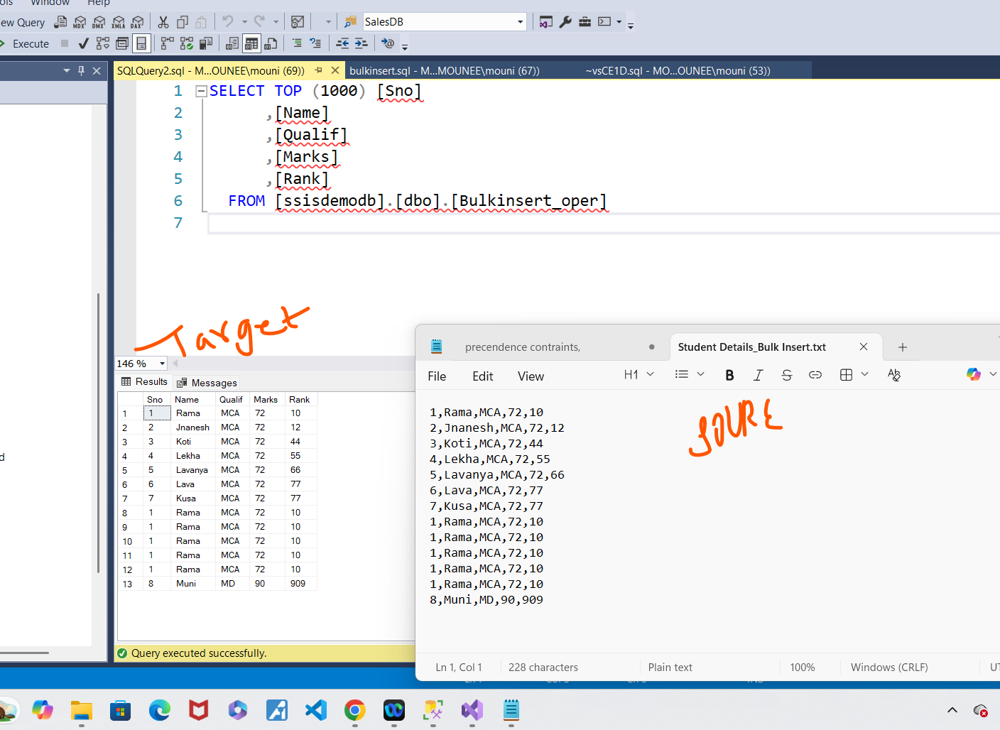 ols Window Help
ew Query MDX DMX XMLA DAX SalesDB
Execute
SQLQuery2.sql - M...OUNEE\mouni (69)) bulkinsert.sql - M...MOUNEE\mouni (67)) ~vsCE1D.sql - MO...OUNEE\mouni (53))
1 SELECT TOP (1000) [Sno]
2 ,[Name]
3 ,[Qualif]
4 ,[Marks]
5 ,[Rank]
6 FROM [ssisdemodb].[dbo].[Bulkinsert_oper]
7
Target
146 %
Results Messages
Sno Name Qualif Marks Rank
1 1 Rama MCA 72 10
2 2 Jnanesh MCA 72 12
3 3 Koti MCA 72 44
4 4 Lekha MCA 72 55
5 5 Lavanya MCA 72 66
6 6 Lava MCA 72 77
7 7 Kusa MCA 72 77
8 1 Rama MCA 72 10
9 1 Rama MCA 72 10
10 1 Rama MCA 72 10
11 1 Rama MCA 72 10
12 1 Rama MCA 72 10
13 8 Muni MD 90 909
Query executed successfully.
d
precendence contraints, Student Details_Bulk Insert.txt
File Edit View H1 B I S
SOURE
1,Rama,MCA,72,10
2,Jnanesh,MCA,72,12
3,Koti,MCA,72,44
4,Lekha,MCA,72,55
5,Lavanya,MCA,72,66
6,Lava,MCA,72,77
7,Kusa,MCA,72,77
1,Rama,MCA,72,10
1,Rama,MCA,72,10
1,Rama,MCA,72,10
1,Rama,MCA,72,10
1,Rama,MCA,72,10
8,Muni,MD,90,909
Ln 1, Col 1 228 characters Plain text 100% Windows (CRLF) UT